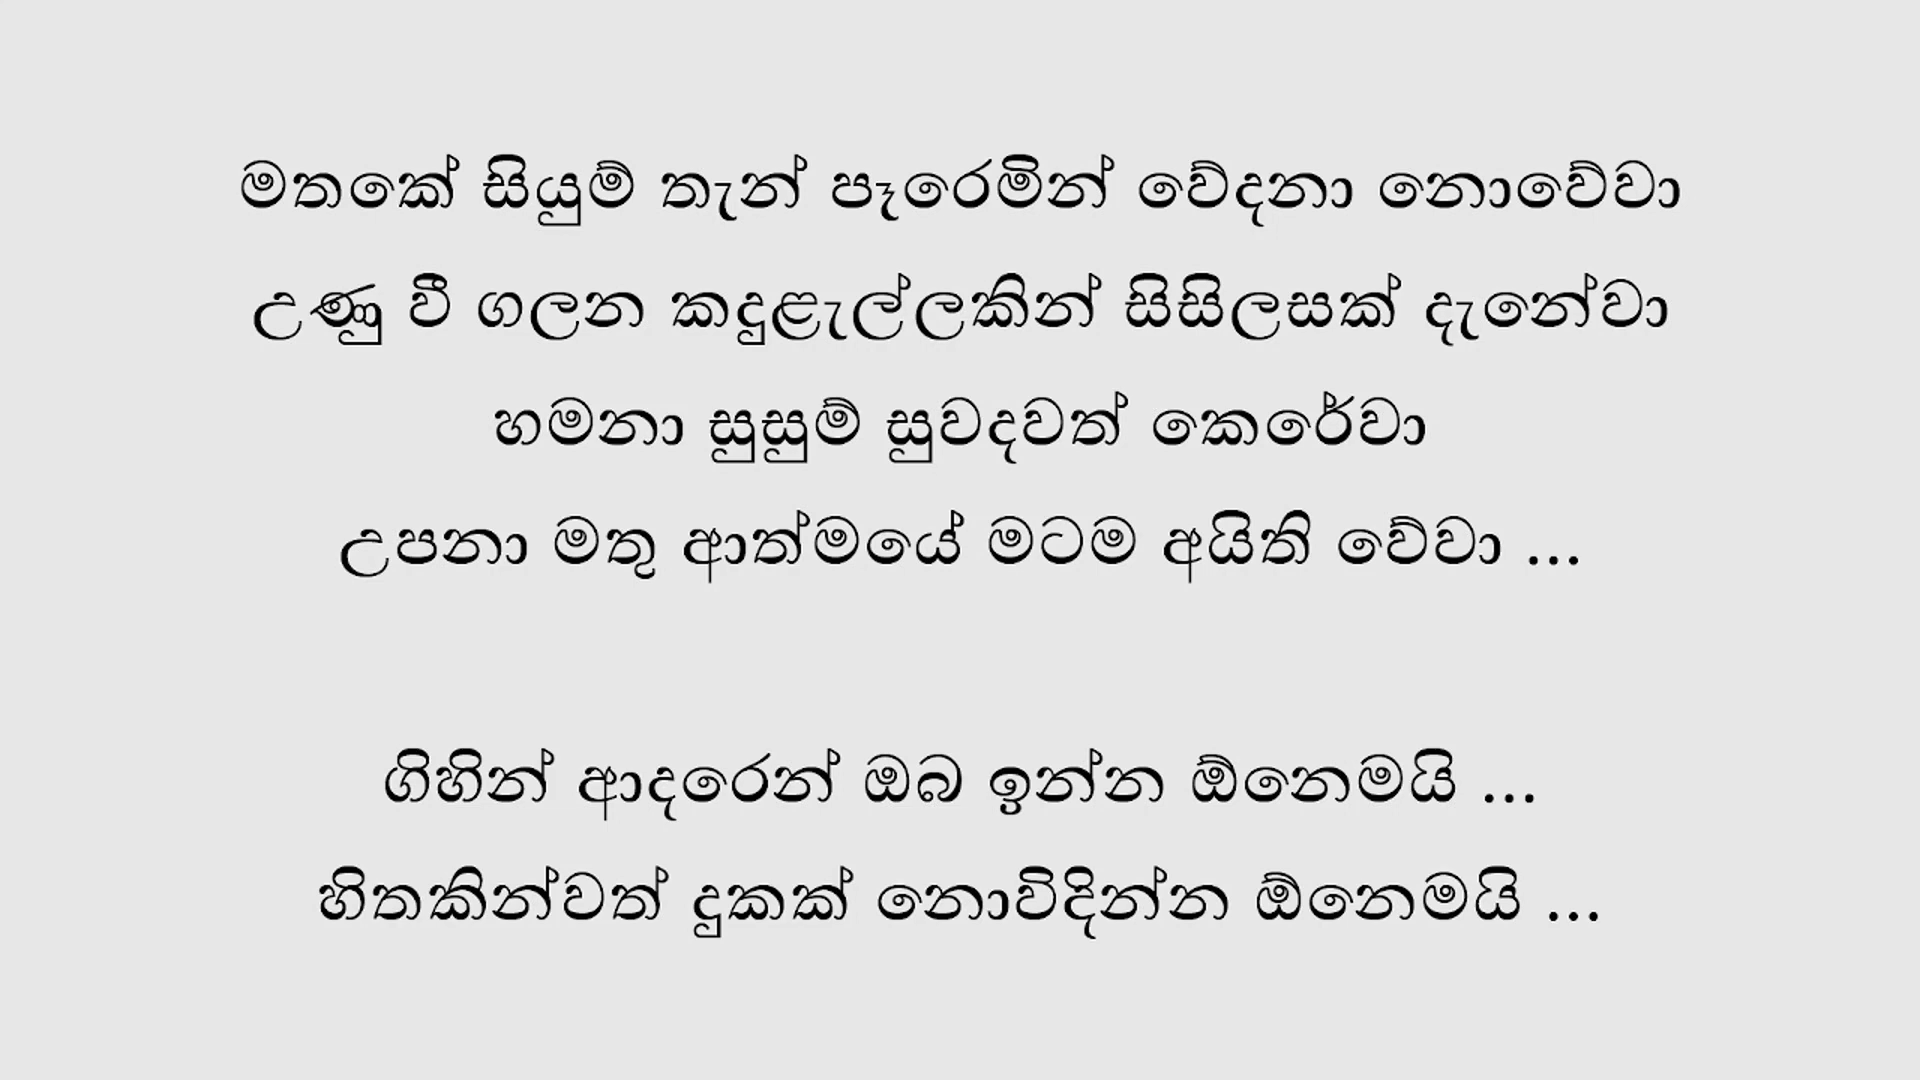 මතකේ සියුම් තැන් පෑරෙමින් වේදනා නොවේවා
උණු වී ගලන කදුළැල්ලකින් සිසිලසක් දැනේවා
හමනා සුසුම් සුවදවත් කෙරේවා
උපනා මතු ආත්මයේ මටම අයිති වේවා ...
ගිහින් ආදරෙන් ඔබ ඉන්න ඕනෙමයි ...
හිතකින්වත් දුකක් නොවිදින්න ඕනෙමයි ...